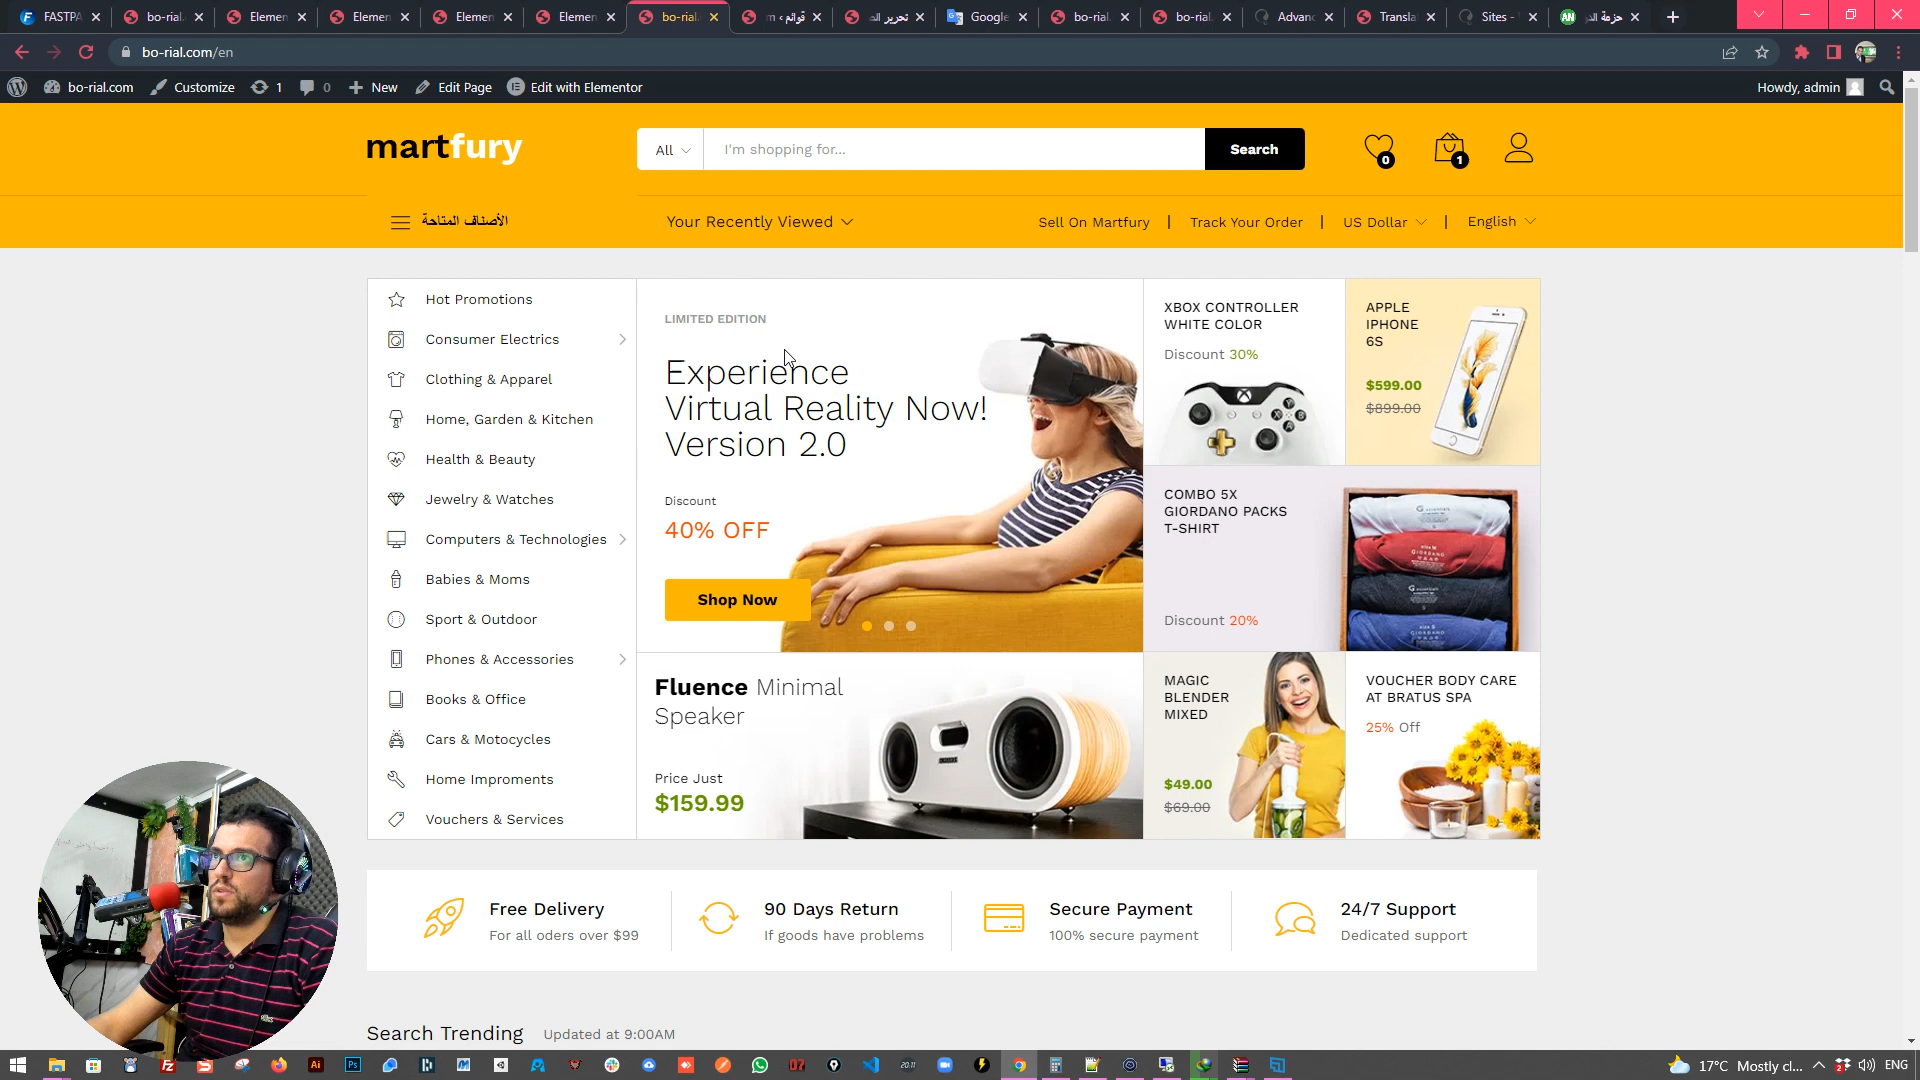 FASTPA
bo-rial.
Elemen
Elemen
Elemen
Elemen
bo-rial.
قوائم ‹ m
تحرير الص
Google
bo-rial.
bo-rial.
Advanc
Transla
Sites -
حزمة الدر
bo-rial.com/en
bo-rial.com
Customize
1
0
New
Edit Page
Edit with Elementor
Howdy, admin
martfury
All
I'm shopping for...
Search
0
1
الأصناف المتاحة
Your Recently Viewed
Sell On Martfury
Track Your Order
US Dollar
English
Hot Promotions
Consumer Electrics
Clothing & Apparel
Home, Garden & Kitchen
Health & Beauty
Jewelry & Watches
Computers & Technologies
Babies & Moms
Sport & Outdoor
Phones & Accessories
Books & Office
Cars & Motocycles
Home Improments
Vouchers & Services
LIMITED EDITION
Experience
Virtual Reality Now!
Version 2.0
Discount
40% OFF
Shop Now
XBOX CONTROLLER
WHITE COLOR
Discount 30%
APPLE
IPHONE
6S
$599.00
$899.00
COMBO 5X
GIORDANO PACKS
T-SHIRT
Discount 20%
Fluence Minimal
Speaker
Price Just
$159.99
MAGIC
BLENDER
MIXED
$49.00
$69.00
VOUCHER BODY CARE
AT BRATUS SPA
25% Off
Free Delivery
For all oders over $99
90 Days Return
If goods have problems
Secure Payment
100% secure payment
24/7 Support
Dedicated support
Search Trending
Updated at 9:00AM
17°C Mostly cl...
ENG